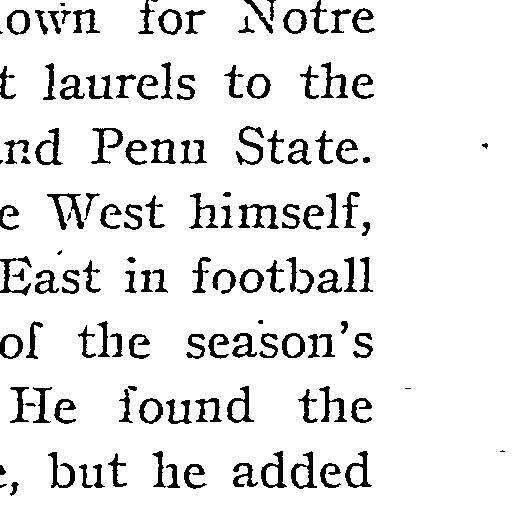 own for Notre
t laurels to the
nd Penn State.
e West himself,
East in football
of the season's
He found the
e, but he added